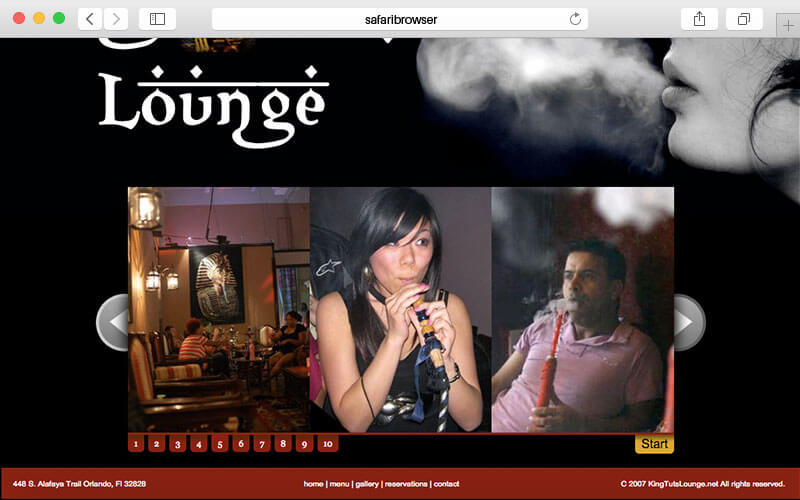 safaribrowser
Lounge
1 2 3 4 5 6 7 8 9 10
Start
448 S. Alafaya Trail Orlando, Fl 32828
home | menu | gallery | reservations | contact
© 2007 KingTutsLounge.net All rights reserved.